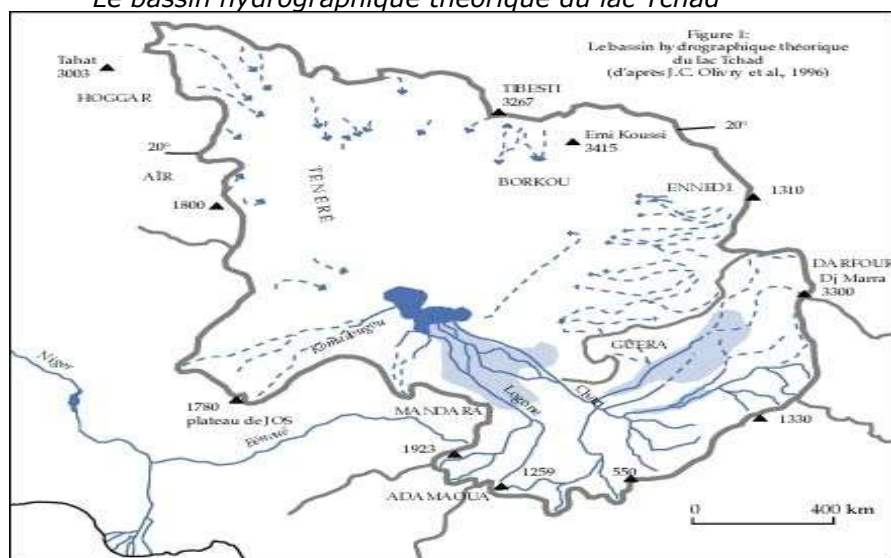 Le bassin hydrographique théorique du lac Tchad
Figure 1:
Le bassin hydrographique théorique
du lac Tchad
(d'après J.C. Olivry et al., 1996)
Tahat
3003
HOGGAR
TIBESTI
3267
Emi Koussi
3415
20°
20°
AÏR
1800
TÉNÉRÉ
BORKOU
ENNEDI
1310
DARFOUR
Dj Marra
3300
GUERA
Niger
1780
plateau de JOS
Bénoué
MANDARA
Logone
Chari
1923
1259
ADAMAOUA
550
1330
0 400 km